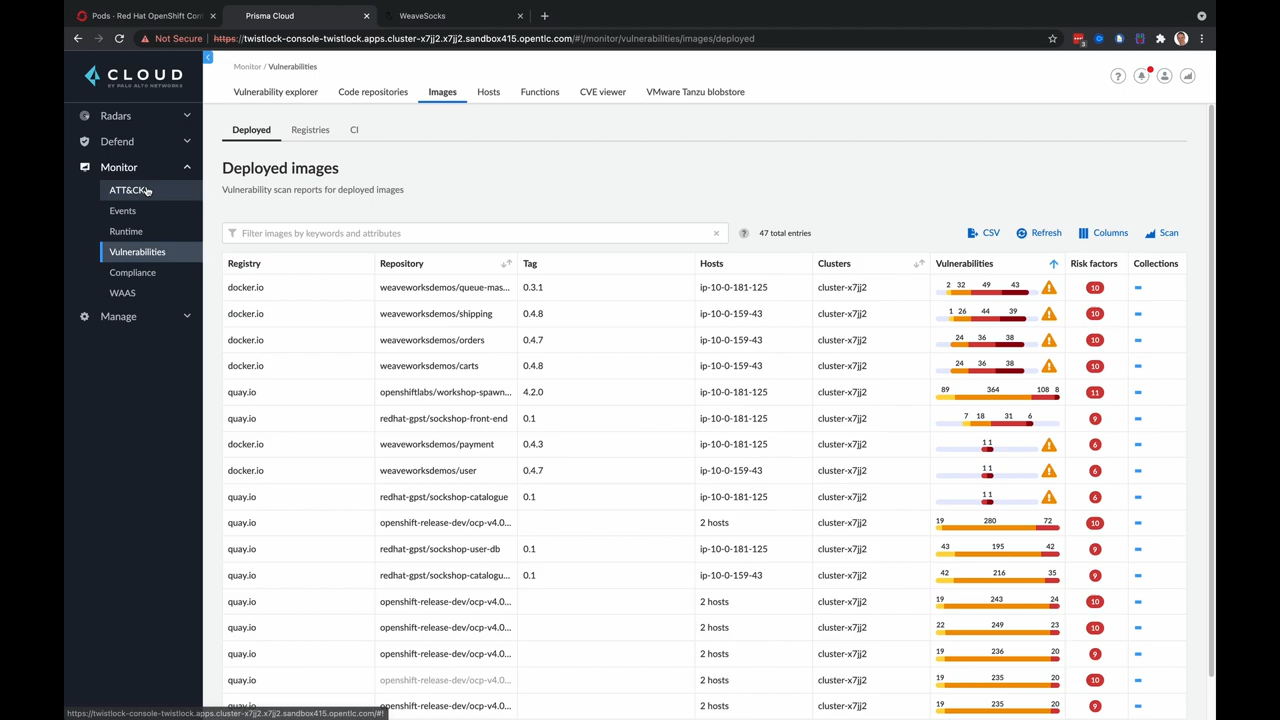 Pods · Red Hat OpenShift Con
Prisma Cloud
WeaveSocks
Not Secure https://twistlock-console-twistlock.apps.cluster-x7jj2.x7jj2.sandbox415.opentlc.com/#!/monitor/vulnerabilities/images/deployed
3
CLOUD
BY PALO ALTO NETWORKS
Radars
Defend
Monitor
ATT&CK
Events
Runtime
Vulnerabilities
Compliance
WAAS
Manage
Monitor / Vulnerabilities
Vulnerability explorer Code repositories Images Hosts Functions CVE viewer VMware Tanzu blobstore
Deployed Registries CI
Deployed images
Vulnerability scan reports for deployed images
Filter images by keywords and attributes 47 total entries CSV Refresh Columns Scan
Registry Repository Tag Hosts Clusters Vulnerabilities Risk factors Collections
docker.io weaveworksdemos/queue-mas... 0.3.1 ip-10-0-181-125 cluster-x7jj2 2 32 49 43 10
docker.io weaveworksdemos/shipping 0.4.8 ip-10-0-159-43 cluster-x7jj2 1 26 44 39 10
docker.io weaveworksdemos/orders 0.4.7 ip-10-0-159-43 cluster-x7jj2 24 36 38 10
docker.io weaveworksdemos/carts 0.4.8 ip-10-0-159-43 cluster-x7jj2 24 36 38 10
quay.io openshiftlabs/workshop-spawn... 4.2.0 ip-10-0-181-125 cluster-x7jj2 89 364 108 8 11
quay.io redhat-gpst/sockshop-front-end 0.1 ip-10-0-181-125 cluster-x7jj2 7 18 31 6 9
docker.io weaveworksdemos/payment 0.4.3 ip-10-0-181-125 cluster-x7jj2 1 1 6
docker.io weaveworksdemos/user 0.4.7 ip-10-0-159-43 cluster-x7jj2 1 1 6
quay.io redhat-gpst/sockshop-catalogue 0.1 ip-10-0-181-125 cluster-x7jj2 1 1 6
quay.io openshift-release-dev/ocp-v4.0... 2 hosts cluster-x7jj2 19 280 72 10
quay.io redhat-gpst/sockshop-user-db 0.1 ip-10-0-181-125 cluster-x7jj2 43 195 42 9
quay.io redhat-gpst/sockshop-catalogu... 0.1 ip-10-0-159-43 cluster-x7jj2 42 216 35 9
quay.io openshift-release-dev/ocp-v4.0... 2 hosts cluster-x7jj2 19 243 24 10
quay.io openshift-release-dev/ocp-v4.0... 2 hosts cluster-x7jj2 22 249 23 10
quay.io openshift-release-dev/ocp-v4.0... 2 hosts cluster-x7jj2 19 236 20 9
quay.io openshift-release-dev/ocp-v4.0... 2 hosts cluster-x7jj2 19 235 20 10
quay.io openshift-release-dev/ocp-v4.0... 2 hosts cluster-x7jj2 19 235 20 9
https://twistlock-console-twistlock.apps.cluster-x7jj2.x7jj2.sandbox415.opentlc.com/#!